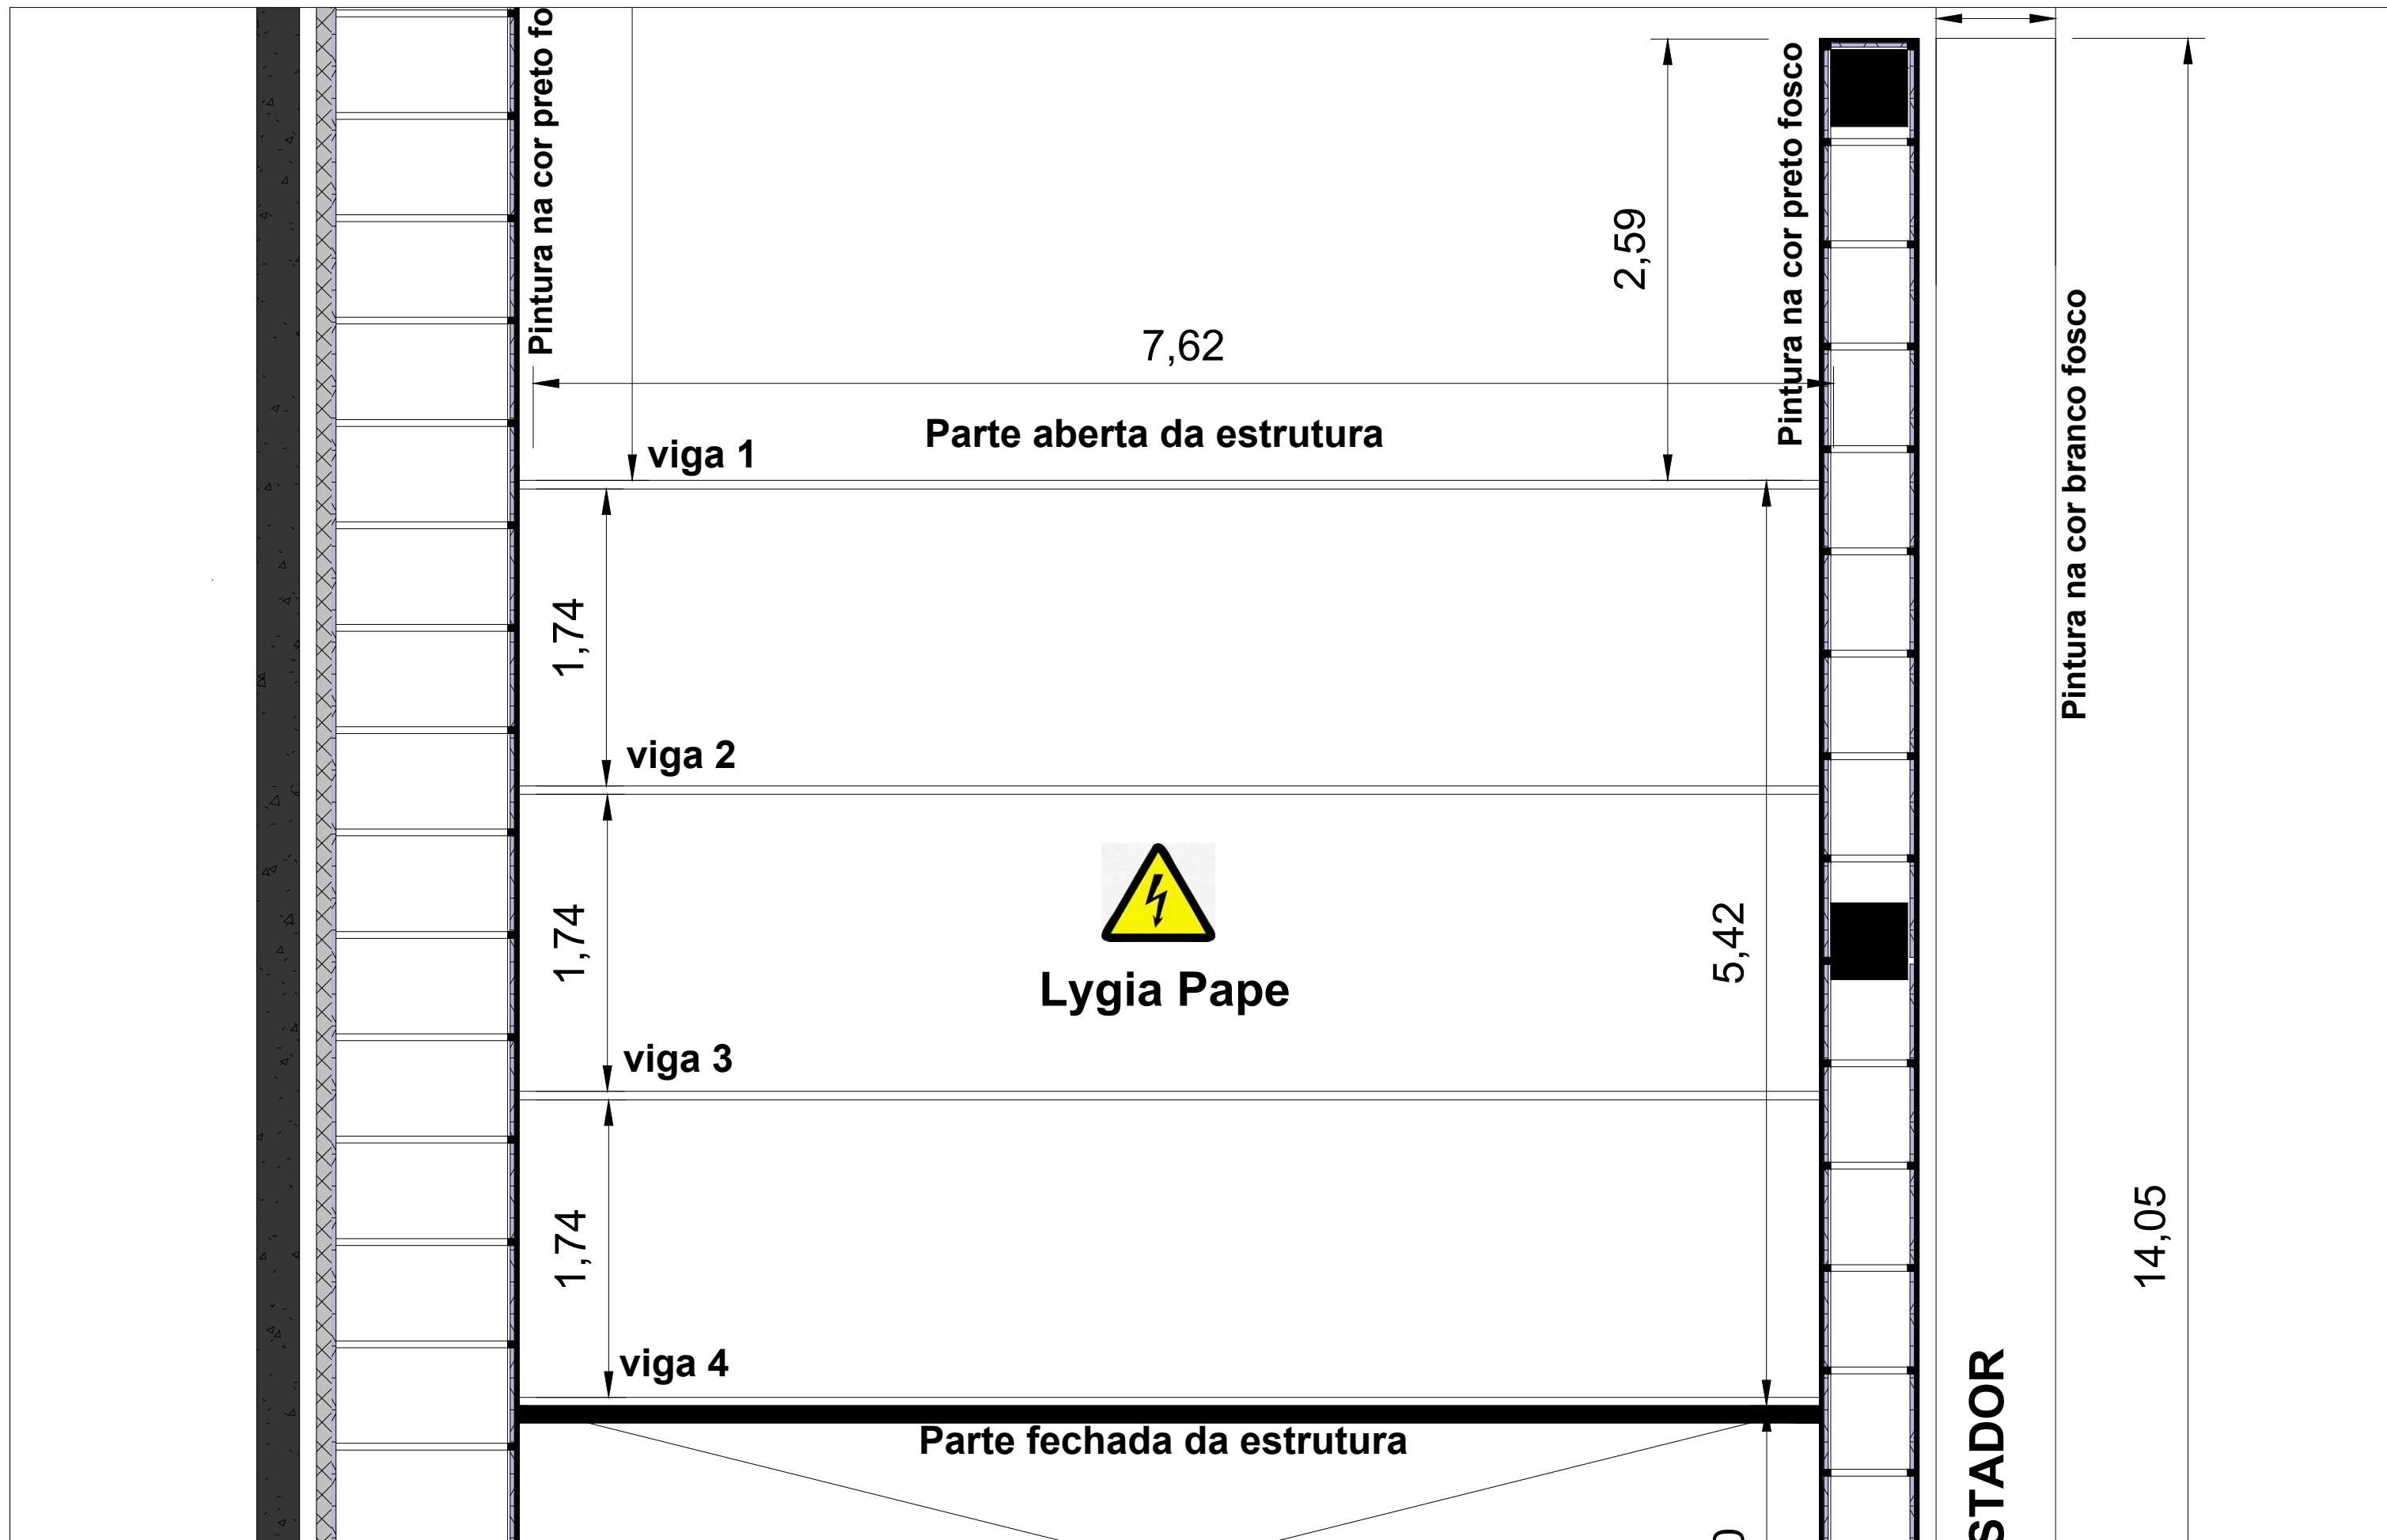 Pintura na cor preto fo
Pintura na cor preto fosco
2,59
7,62
Parte aberta da estrutura
viga 1
Pintura na cor branco fosco
1,74
viga 2
1,74
5,42
Lygia Pape
viga 3
1,74
14,05
viga 4
Parte fechada da estrutura
STADOR
0